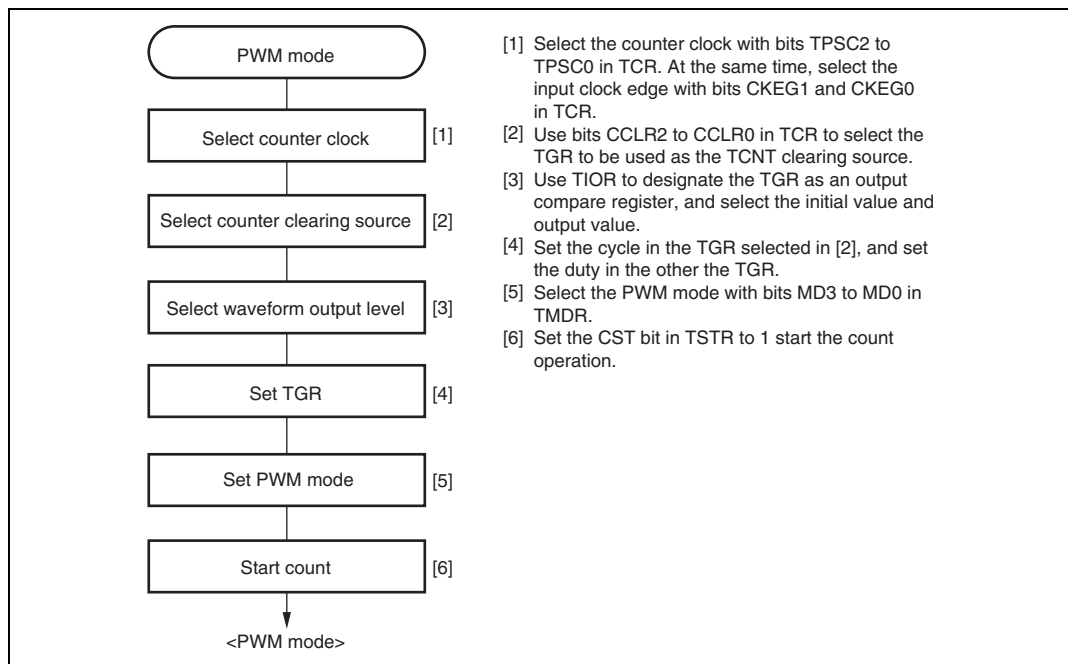 PWM mode
Select counter clock [1]
Select counter clearing source [2]
Select waveform output level [3]
Set TGR [4]
Set PWM mode [5]
Start count [6]
<PWM mode>
[1] Select the counter clock with bits TPSC2 to
TPSC0 in TCR. At the same time, select the
input clock edge with bits CKEG1 and CKEG0
in TCR.
[2] Use bits CCLR2 to CCLR0 in TCR to select the
TGR to be used as the TCNT clearing source.
[3] Use TIOR to designate the TGR as an output
compare register, and select the initial value and
output value.
[4] Set the cycle in the TGR selected in [2], and set
the duty in the other the TGR.
[5] Select the PWM mode with bits MD3 to MD0 in
TMDR.
[6] Set the CST bit in TSTR to 1 start the count
operation.